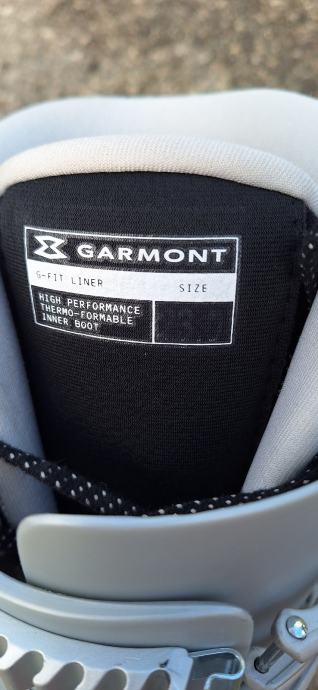 GARMONT
G-FIT LINER SIZE
HIGH PERFORMANCE
THERMO-FORMABLE
INNER BOOT